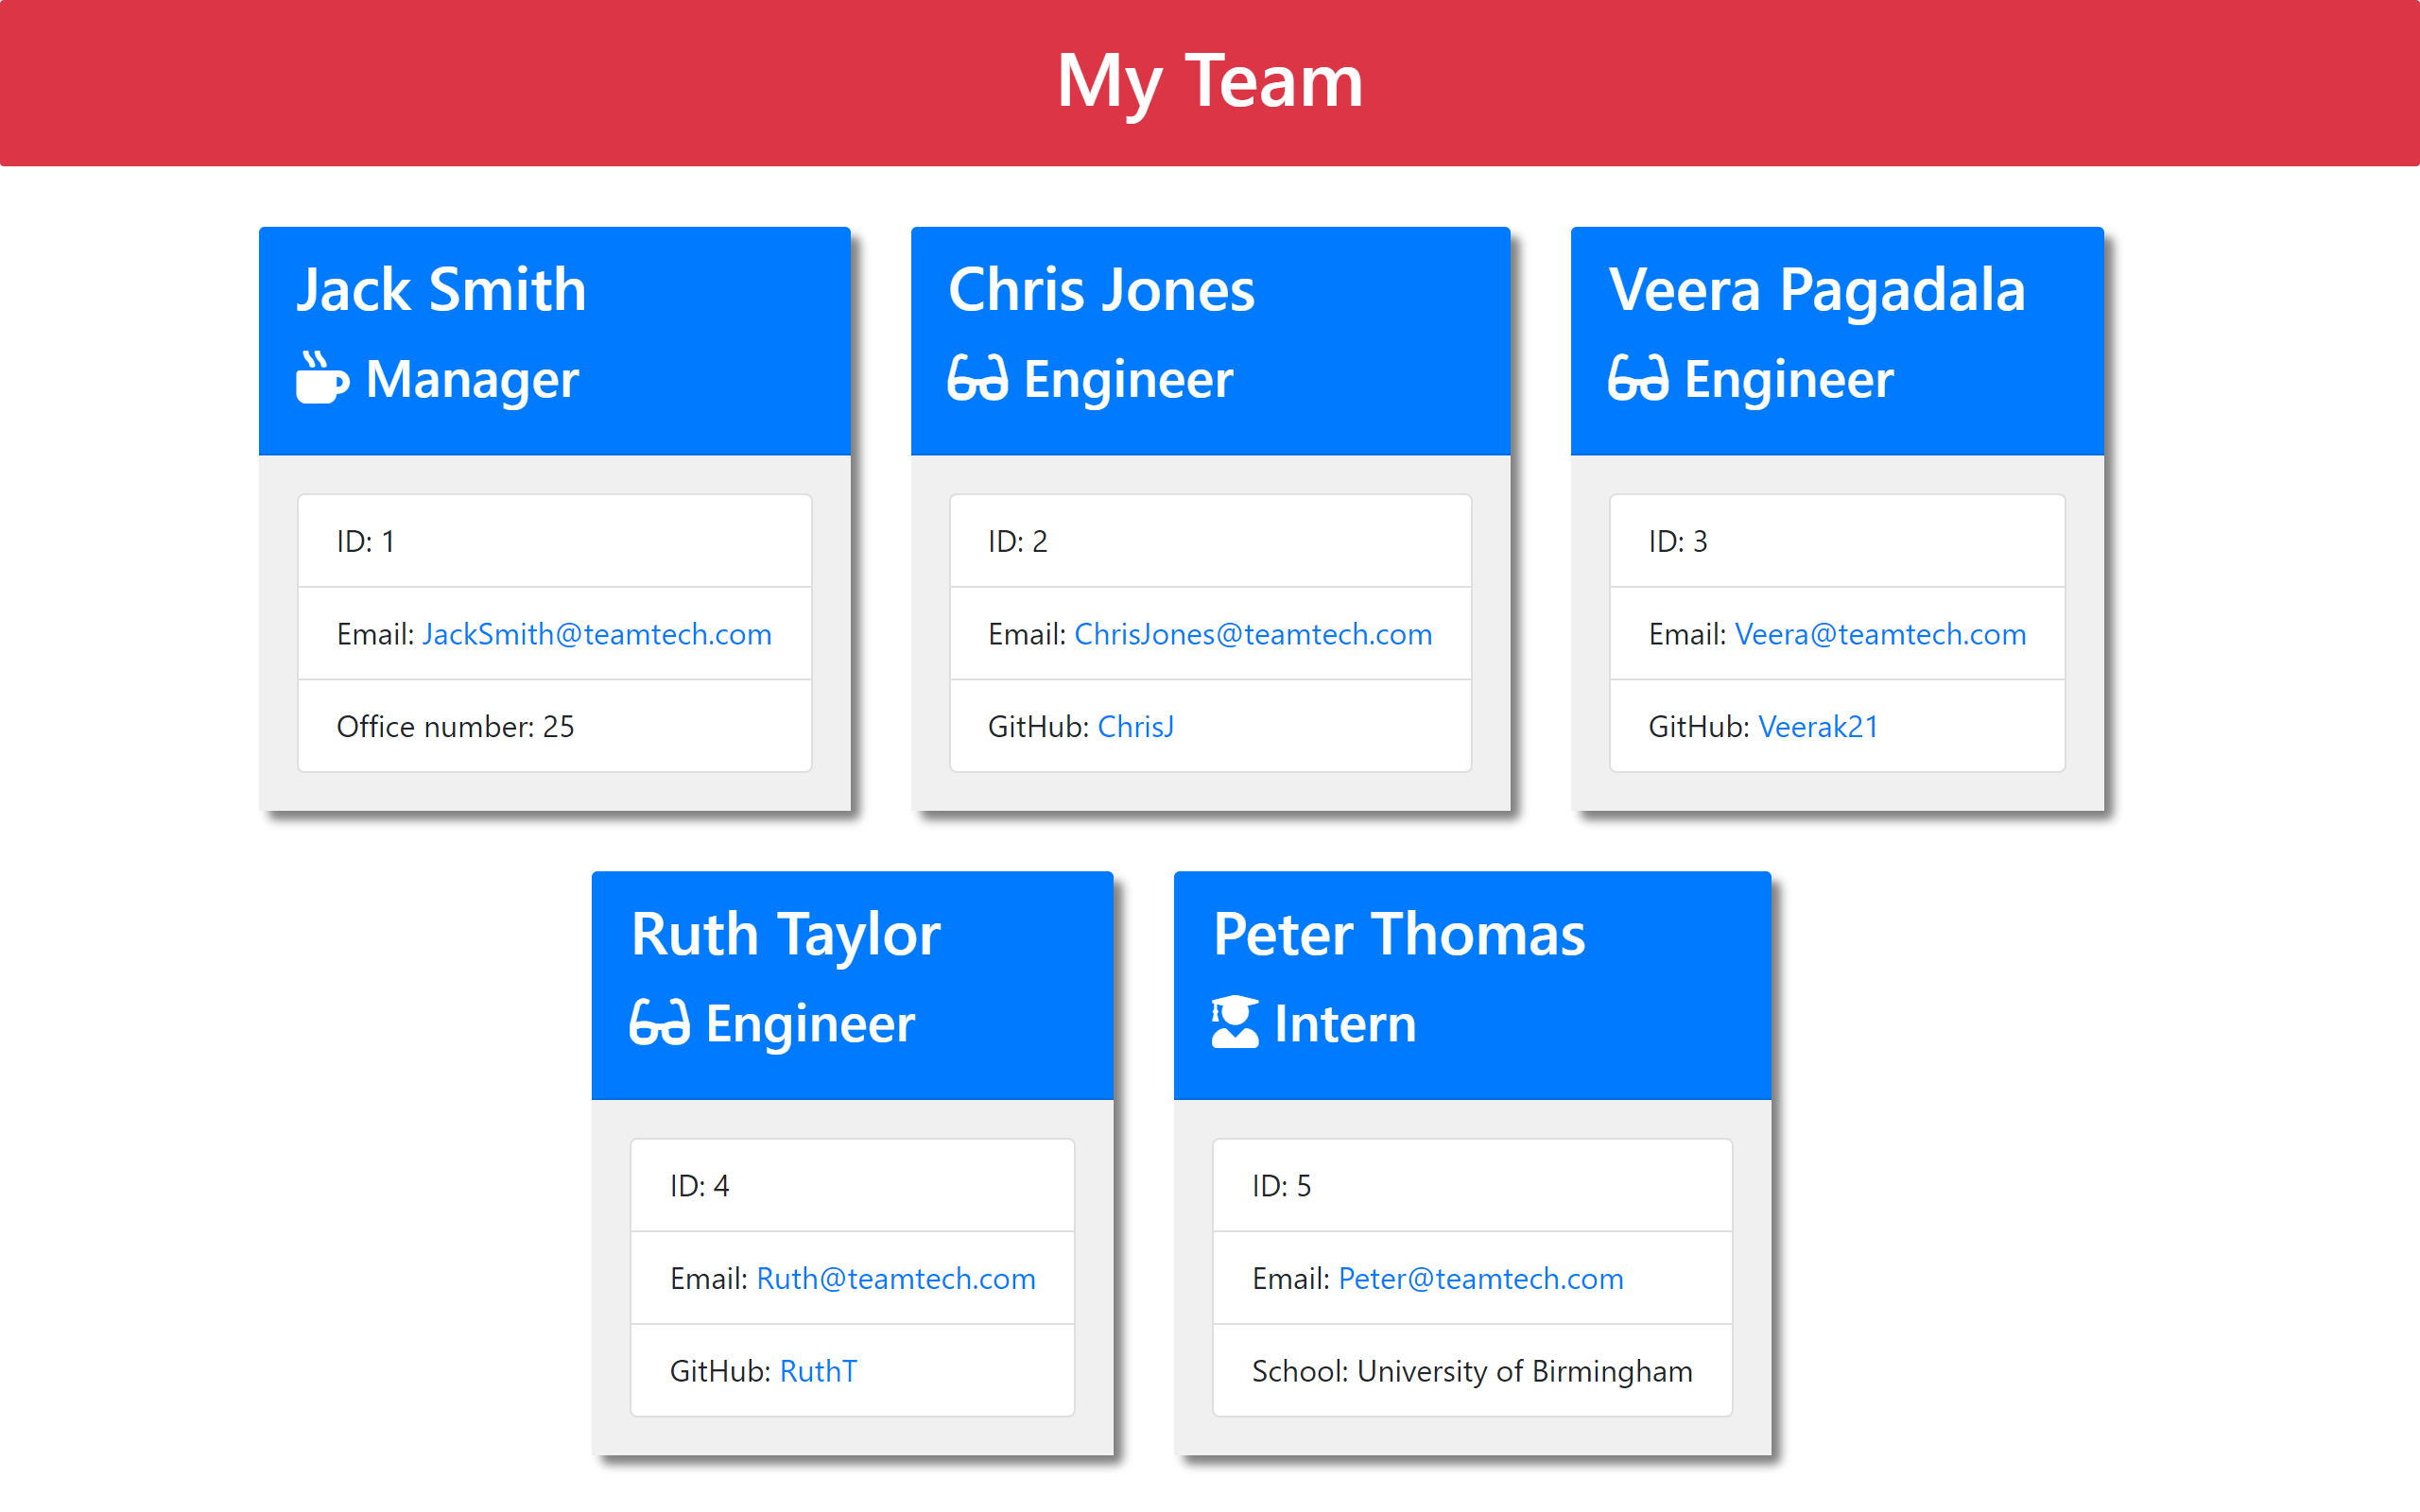 My Team
Jack Smith
Manager
ID: 1
Email: JackSmith@teamtech.com
Office number: 25
Chris Jones
Engineer
ID: 2
Email: ChrisJones@teamtech.com
GitHub: ChrisJ
Veera Pagadala
Engineer
ID: 3
Email: Veera@teamtech.com
GitHub: Veerak21
Ruth Taylor
Engineer
ID: 4
Email: Ruth@teamtech.com
GitHub: RuthT
Peter Thomas
Intern
ID: 5
Email: Peter@teamtech.com
School: University of Birmingham